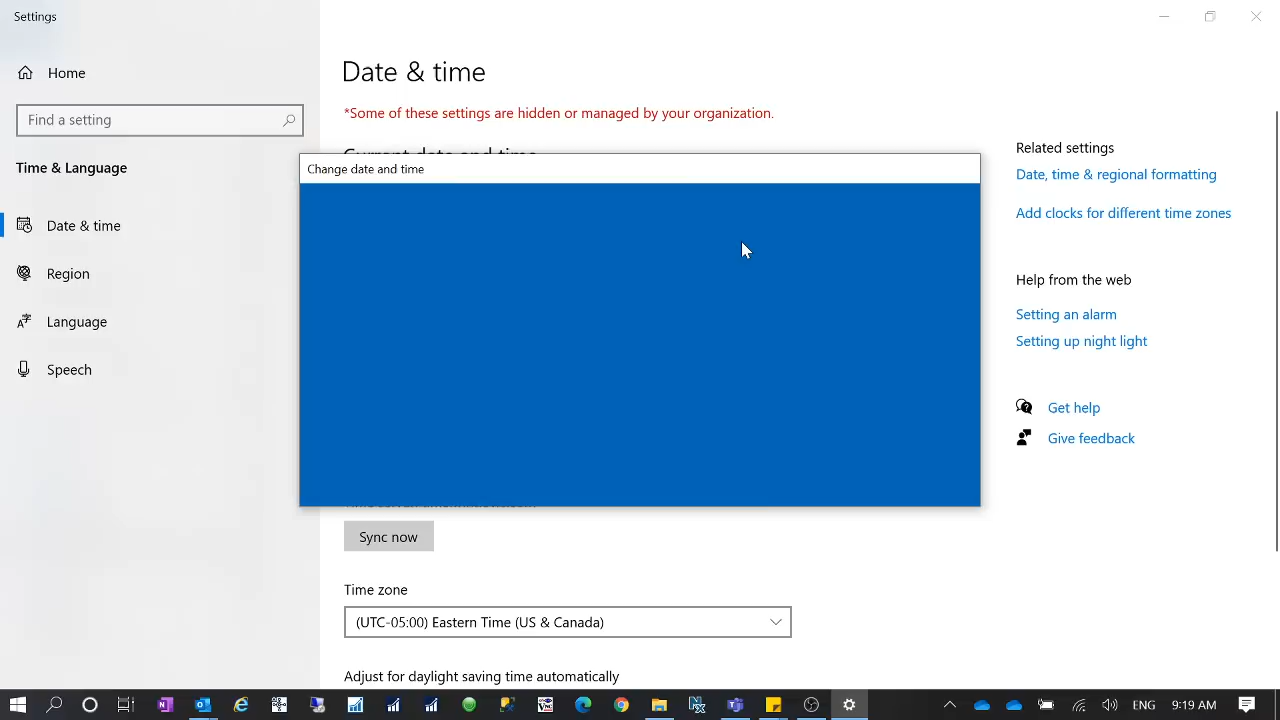 Settings
Home
Find a setting
Time & Language
Date & time
Region
Language
Speech
Date & time
*Some of these settings are hidden or managed by your organization.
Current date and time
Change date and time
Sync now
Time zone
(UTC-05:00) Eastern Time (US & Canada)
Adjust for daylight saving time automatically
Related settings
Date, time & regional formatting
Add clocks for different time zones
Help from the web
Setting an alarm
Setting up night light
Get help
Give feedback
ENG
9:19 AM